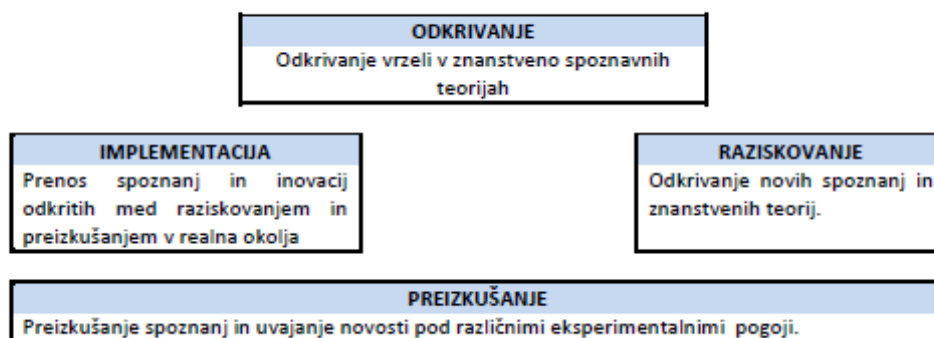 ODKRIVANJE
Odkrivanje vrzeli v znanstveno spoznavnih
teorijah
IMPLEMENTACIJA
Prenos spoznanj in inovacij
odkritih med raziskovanjem in
preizkušanjem v realna okolja
RAZISKOVANJE
Odkrivanje novih spoznanj in
znanstvenih teorij.
PREIZKUŠANJE
Preizkušanje spoznanj in uvajanje novosti pod različnimi eksperimentalnimi pogoji.